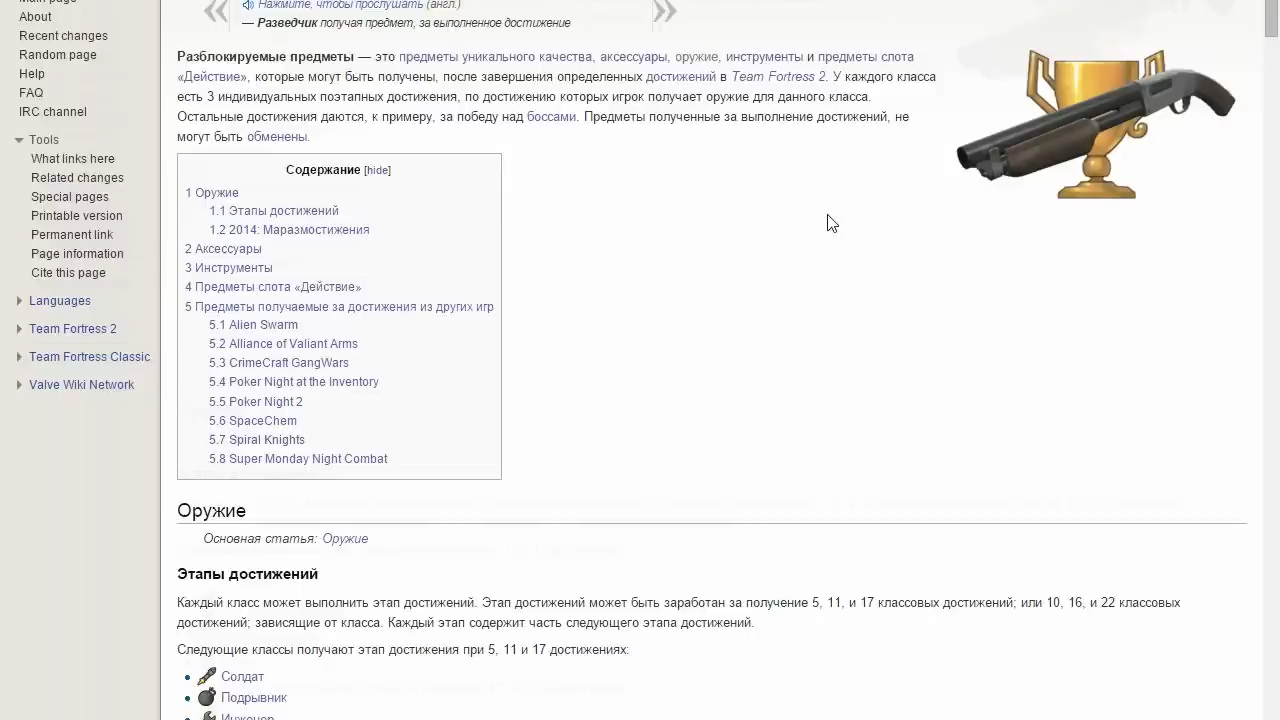 Main page
About
Recent changes
Random page
Help
FAQ
IRC channel
Tools
What links here
Related changes
Special pages
Printable version
Permanent link
Page information
Cite this page
Languages
Team Fortress 2
Team Fortress Classic
Valve Wiki Network
« Нажмите, чтобы прослушать (англ.) »
— Разведчик получая предмет, за выполненное достижение
Разблокируемые предметы — это предметы уникального качества, аксессуары, оружие, инструменты и предметы слота
«Действие», которые могут быть получены, после завершения определенных достижений в Team Fortress 2. У каждого класса
есть 3 индивидуальных поэтапных достижения, по достижению которых игрок получает оружие для данного класса.
Остальные достижения даются, к примеру, за победу над боссами. Предметы полученные за выполнение достижений, не
могут быть обменены.
Содержание [hide]
1 Оружие
1.1 Этапы достижений
1.2 2014: Маразмостижения
2 Аксессуары
3 Инструменты
4 Предметы слота «Действие»
5 Предметы получаемые за достижения из других игр
5.1 Alien Swarm
5.2 Alliance of Valiant Arms
5.3 CrimeCraft GangWars
5.4 Poker Night at the Inventory
5.5 Poker Night 2
5.6 SpaceChem
5.7 Spiral Knights
5.8 Super Monday Night Combat
Оружие
Основная статья: Оружие
Этапы достижений
Каждый класс может выполнить этап достижений. Этап достижений может быть заработан за получение 5, 11, и 17 классовых достижений; или 10, 16, и 22 классовых
достижений; зависящие от класса. Каждый этап содержит часть следующего этапа достижений.
Следующие классы получают этап достижения при 5, 11 и 17 достижениях:
Солдат
Подрывник
Инженер